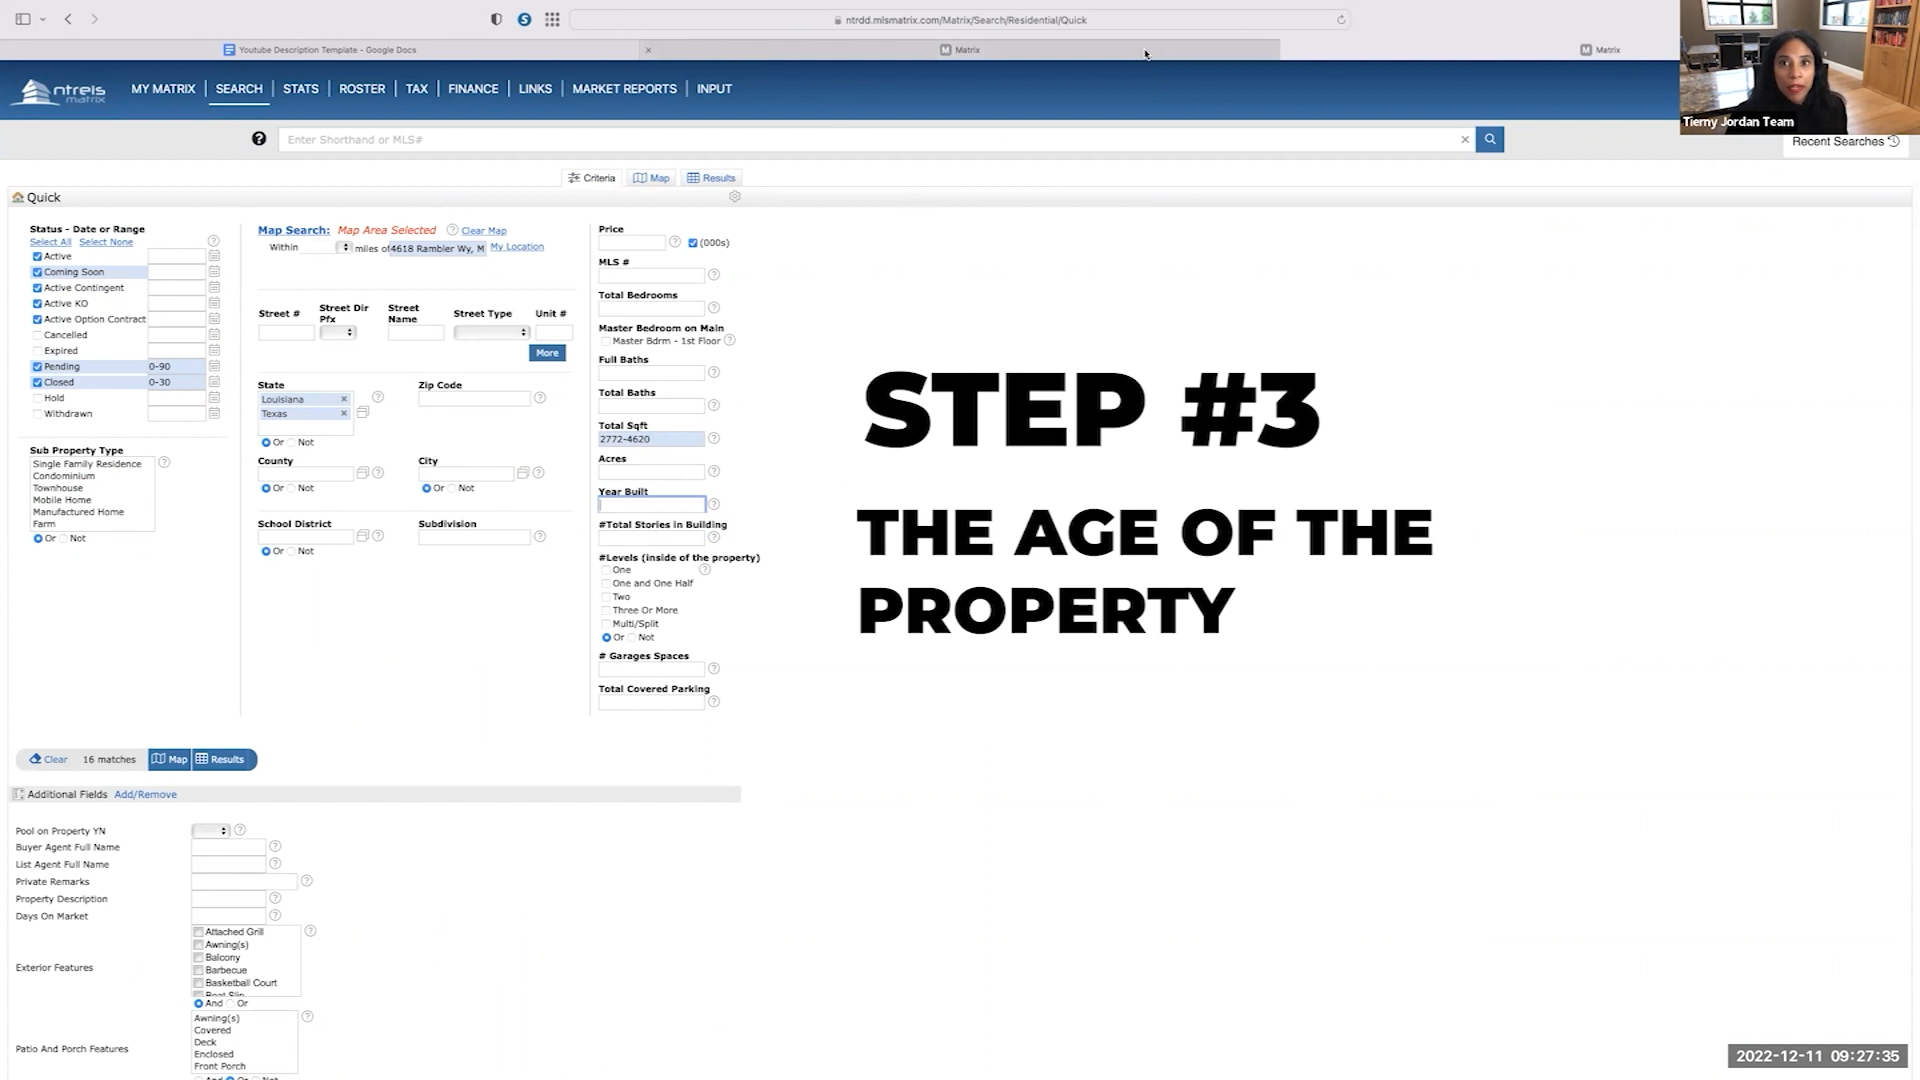 ntrdd.mlsmatrix.com/Matrix/Search/Residential/Quick
Youtube Description Template - Google Docs
Matrix
Matrix
ntreis
matrix
MY MATRIX
SEARCH
STATS
ROSTER
TAX
FINANCE
LINKS
MARKET REPORTS
INPUT
Tierny Jordan Team
Enter Shorthand or MLS#
Recent Searches
Criteria
Map
Results
Quick
Status - Date or Range
Select All Select None
Active
Coming Soon
Active Contingent
Active KO
Active Option Contract
Cancelled
Expired
Pending 0-90
Closed 0-30
Hold
Withdrawn
Sub Property Type
Single Family Residence
Condominium
Townhouse
Mobile Home
Manufactured Home
Farm
Or Not
Map Search: Map Area Selected Clear Map
Within miles of 4618 Rambler Wy, M My Location
Street # Street Dir Pfx Street Name Street Type Unit #
More
State Zip Code
Louisiana
Texas
Or Not
County City
Or Not Or Not
School District Subdivision
Or Not
Price
(000s)
MLS #
Total Bedrooms
Master Bedroom on Main
Master Bdrm - 1st Floor
Full Baths
Total Baths
Total Sqft
2772-4620
Acres
Year Built
#Total Stories in Building
#Levels (inside of the property)
One
One and One Half
Two
Three Or More
Multi/Split
Or Not
# Garages Spaces
Total Covered Parking
STEP #3
THE AGE OF THE
PROPERTY
Clear 16 matches Map Results
Additional Fields Add/Remove
Pool on Property YN
Buyer Agent Full Name
List Agent Full Name
Private Remarks
Property Description
Days On Market
Exterior Features
Attached Grill
Awning(s)
Balcony
Barbecue
Basketball Court
Boat Slip
And Or
Patio And Porch Features
Awning(s)
Covered
Deck
Enclosed
Front Porch
And Or Not
2022-12-11 09:27:35